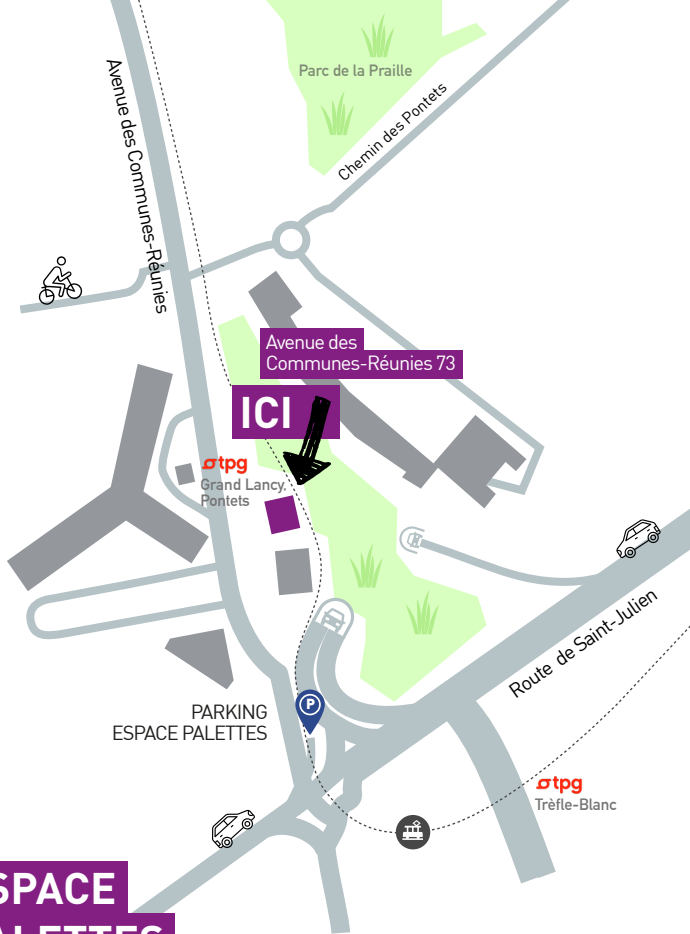 Parc de la Praille
Chemin des Pontets
Avenue des Communes-Réunies
Avenue des
Communes-Réunies 73
ICI
tpg
Grand Lancy,
Pontets
Route de Saint-Julien
P
PARKING
ESPACE PALETTES
tpg
Trèfle-Blanc
SPACE